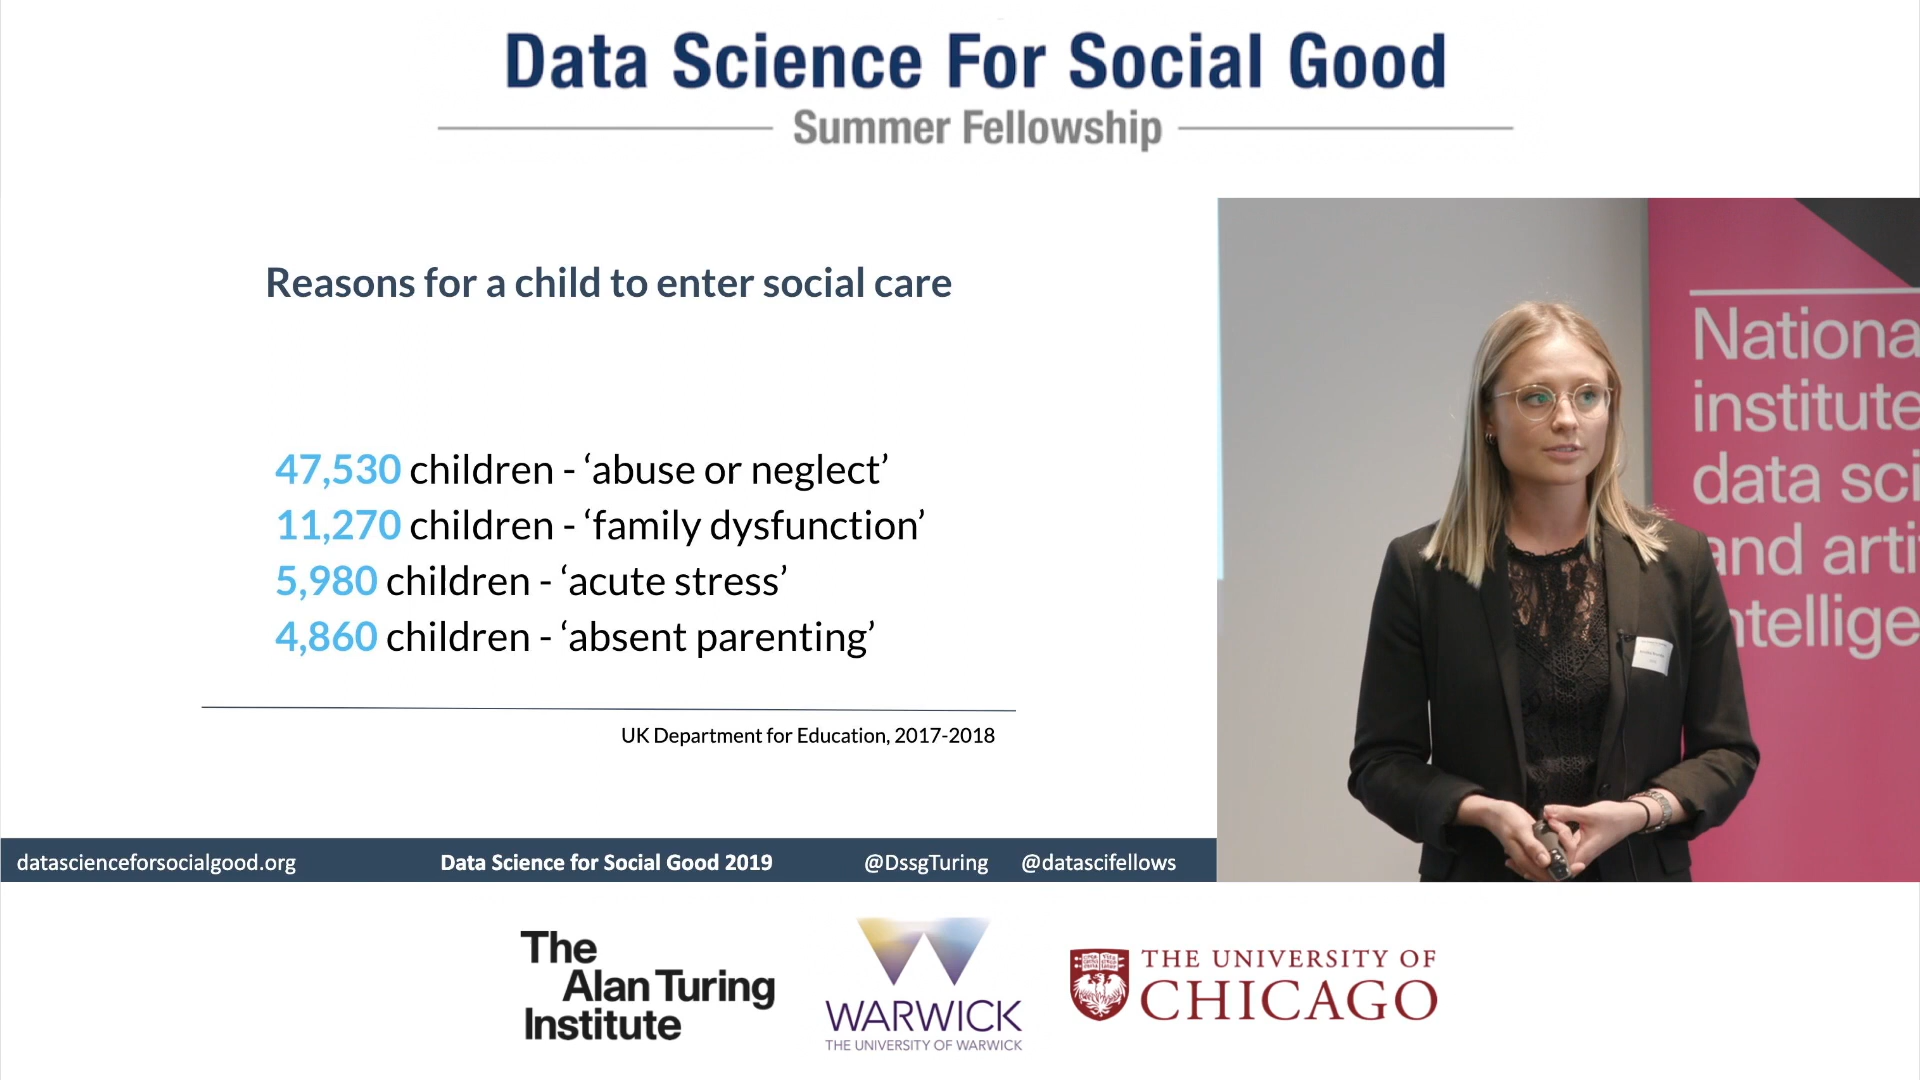 Data Science For Social Good
Summer Fellowship
Reasons for a child to enter social care
47,530 children - ‘abuse or neglect’
11,270 children - ‘family dysfunction’
5,980 children - ‘acute stress’
4,860 children - ‘absent parenting’
UK Department for Education, 2017-2018
Nationa
institute
data sci
and arti
ntellige
datascienceforsocialgood.org Data Science for Social Good 2019 @DssgTuring @datascifellows
The
Alan Turing
Institute
WARWICK
THE UNIVERSITY OF WARWICK
THE UNIVERSITY OF
CHICAGO